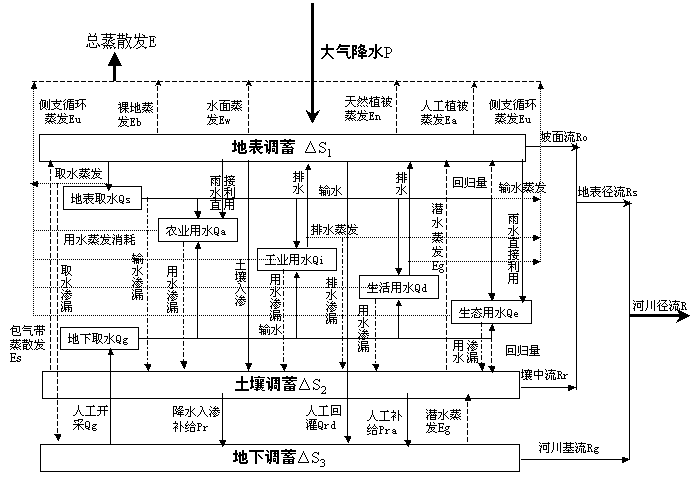 总蒸散发E
大气降水P
侧支循环
蒸发Eu
裸地蒸
发Eb
水面蒸
发Ew
天然植被
蒸发En
人工植被
蒸发Ea
侧支循环
蒸发Eu
地表调蓄 △S1
坡面流Ro
取水蒸发
雨水直
接利用
排水
输水
排水
回归量
输水蒸发
地表径流Rs
地表取水Qs
农业用水Qa
用水蒸发消耗
排水蒸发
潜水蒸发Eg
雨水直接利用
工业用水Qi
取水渗漏
输水渗漏
用水渗漏
土壤入渗
用水渗漏
排水渗漏
生活用水Qd
生态用水Qe
河川径流R
包气带
蒸散发
Es
地下取水Qg
输水
用水渗漏
用水
渗漏
回归量
土壤调蓄△S2
壤中流Rr
人工开
采Qg
降水入渗
补给Pr
人工回
灌Qrd
人工补
给Pra
潜水蒸
发Eg
地下调蓄△S3
河川基流Rg